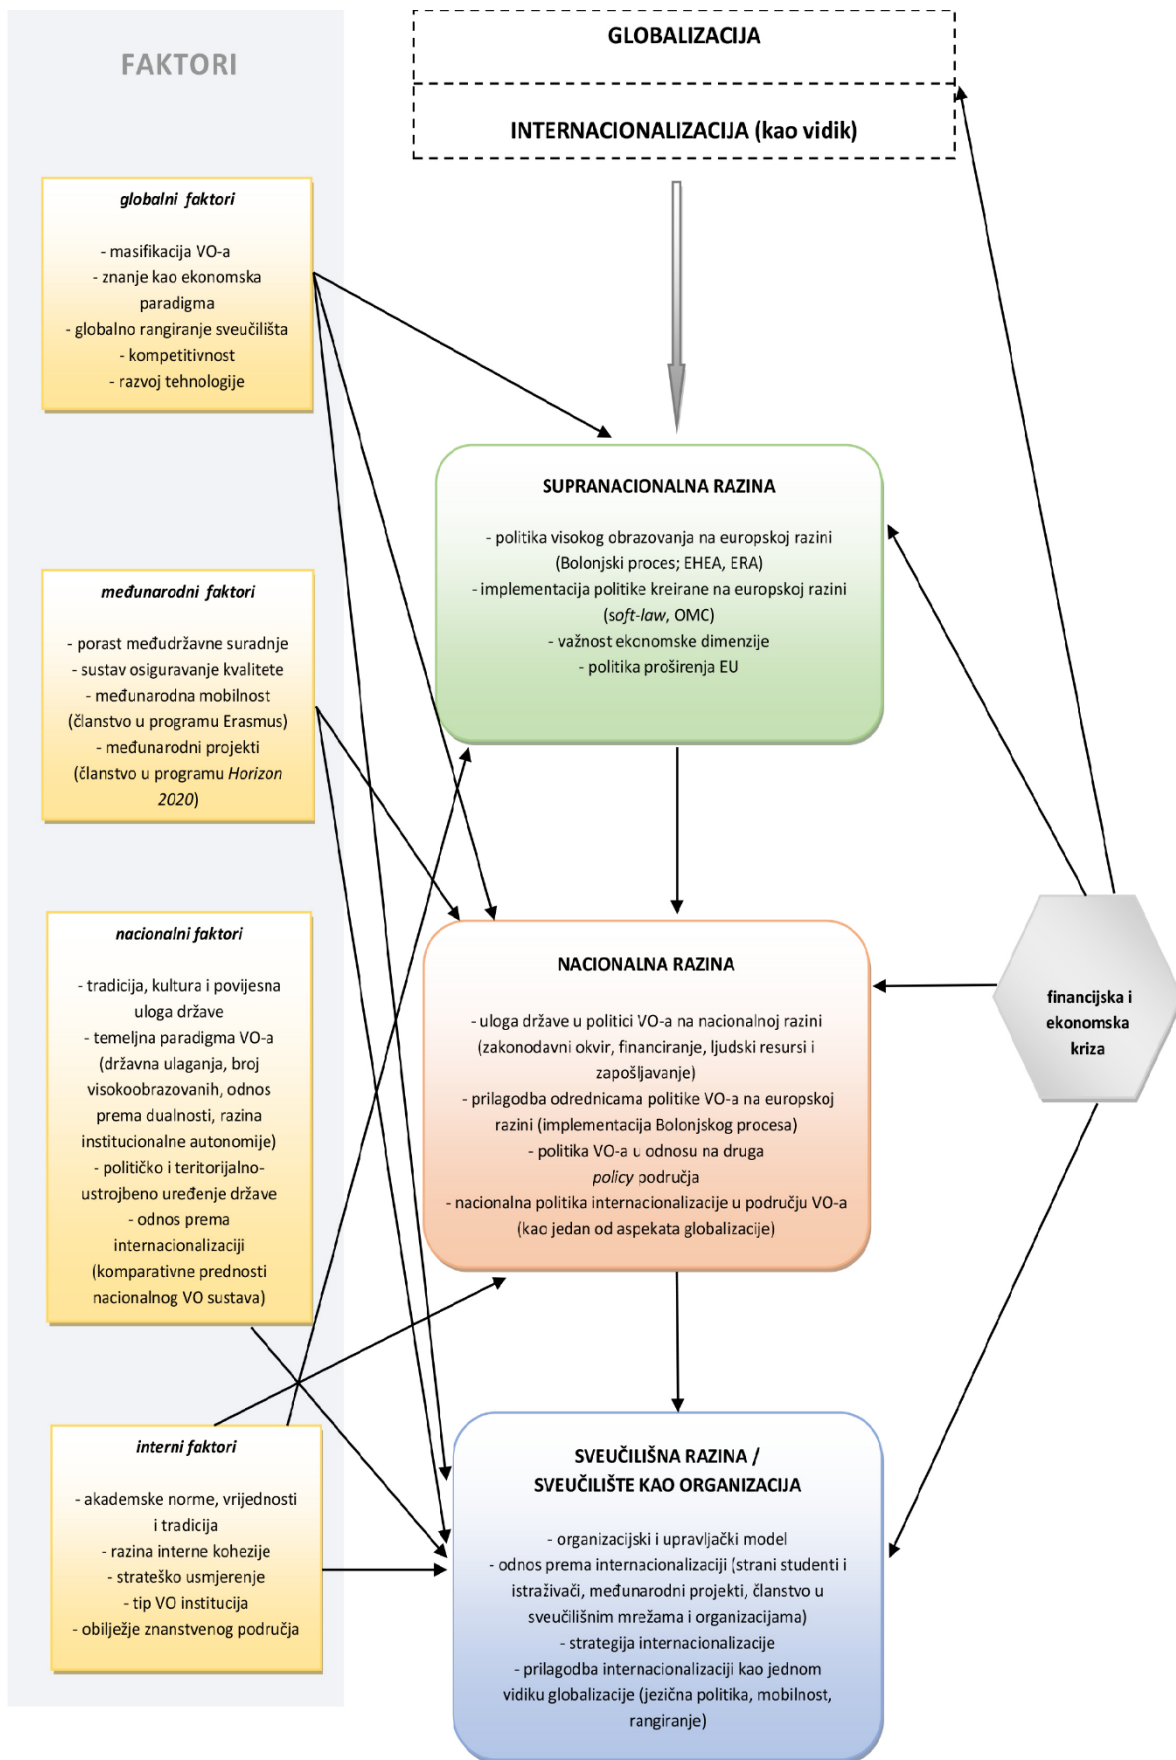 FAKTORI
GLOBALIZACIJA
INTERNACIONALIZACIJA (kao vidik)
globalni faktori
- masifikacija VO-a
- znanje kao ekonomska
paradigma
- globalno rangiranje sveučilišta
- kompetitivnost
- razvoj tehnologije
SUPRANACIONALNA RAZINA
- politika visokog obrazovanja na europskoj razini
(Bolonjski proces; EHEA, ERA)
- implementacija politike kreirane na europskoj razini
(soft-law, OMC)
- važnost ekonomske dimenzije
- politika proširenja EU
međunarodni faktori
- porast međudržavne suradnje
- sustav osiguravanje kvalitete
- međunarodna mobilnost
(članstvo u programu Erasmus)
- međunarodni projekti
(članstvo u programu Horizon
2020)
nacionalni faktori
- tradicija, kultura i povijesna
uloga države
- temeljna paradigma VO-a
(državna ulaganja, broj
visokoobrazovanih, odnos
prema dualnosti, razina
institucionalne autonomije)
- političko i teritorijalno-
ustrojbeno uređenje države
- odnos prema
internacionalizaciji
(komparativne prednosti
nacionalnog VO sustava)
NACIONALNA RAZINA
- uloga države u politici VO-a na nacionalnoj razini
(zakonodavni okvir, financiranje, ljudski resursi i
zapošljavanje)
- prilagodba odrednicama politike VO-a na europskoj
razini (implementacija Bolonjskog procesa)
- politika VO-a u odnosu na druga
policy područja
- nacionalna politika internacionalizacije u području VO-a
(kao jedan od aspekata globalizacije)
financijska i
ekonomska
kriza
interni faktori
- akademske norme, vrijednosti
i tradicija
- razina interne kohezije
- strateško usmjerenje
- tip VO institucija
- obilježje znanstvenog područja
SVEUČILIŠNA RAZINA /
SVEUČILIŠTE KAO ORGANIZACIJA
- organizacijski i upravljački model
- odnos prema internacionalizaciji (strani studenti i
istraživači, međunarodni projekti, članstvo u
sveučilišnim mrežama i organizacijama)
- strategija internacionalizacije
- prilagodba internacionalizaciji kao jednom
vidiku globalizacije (jezična politika, mobilnost,
rangiranje)